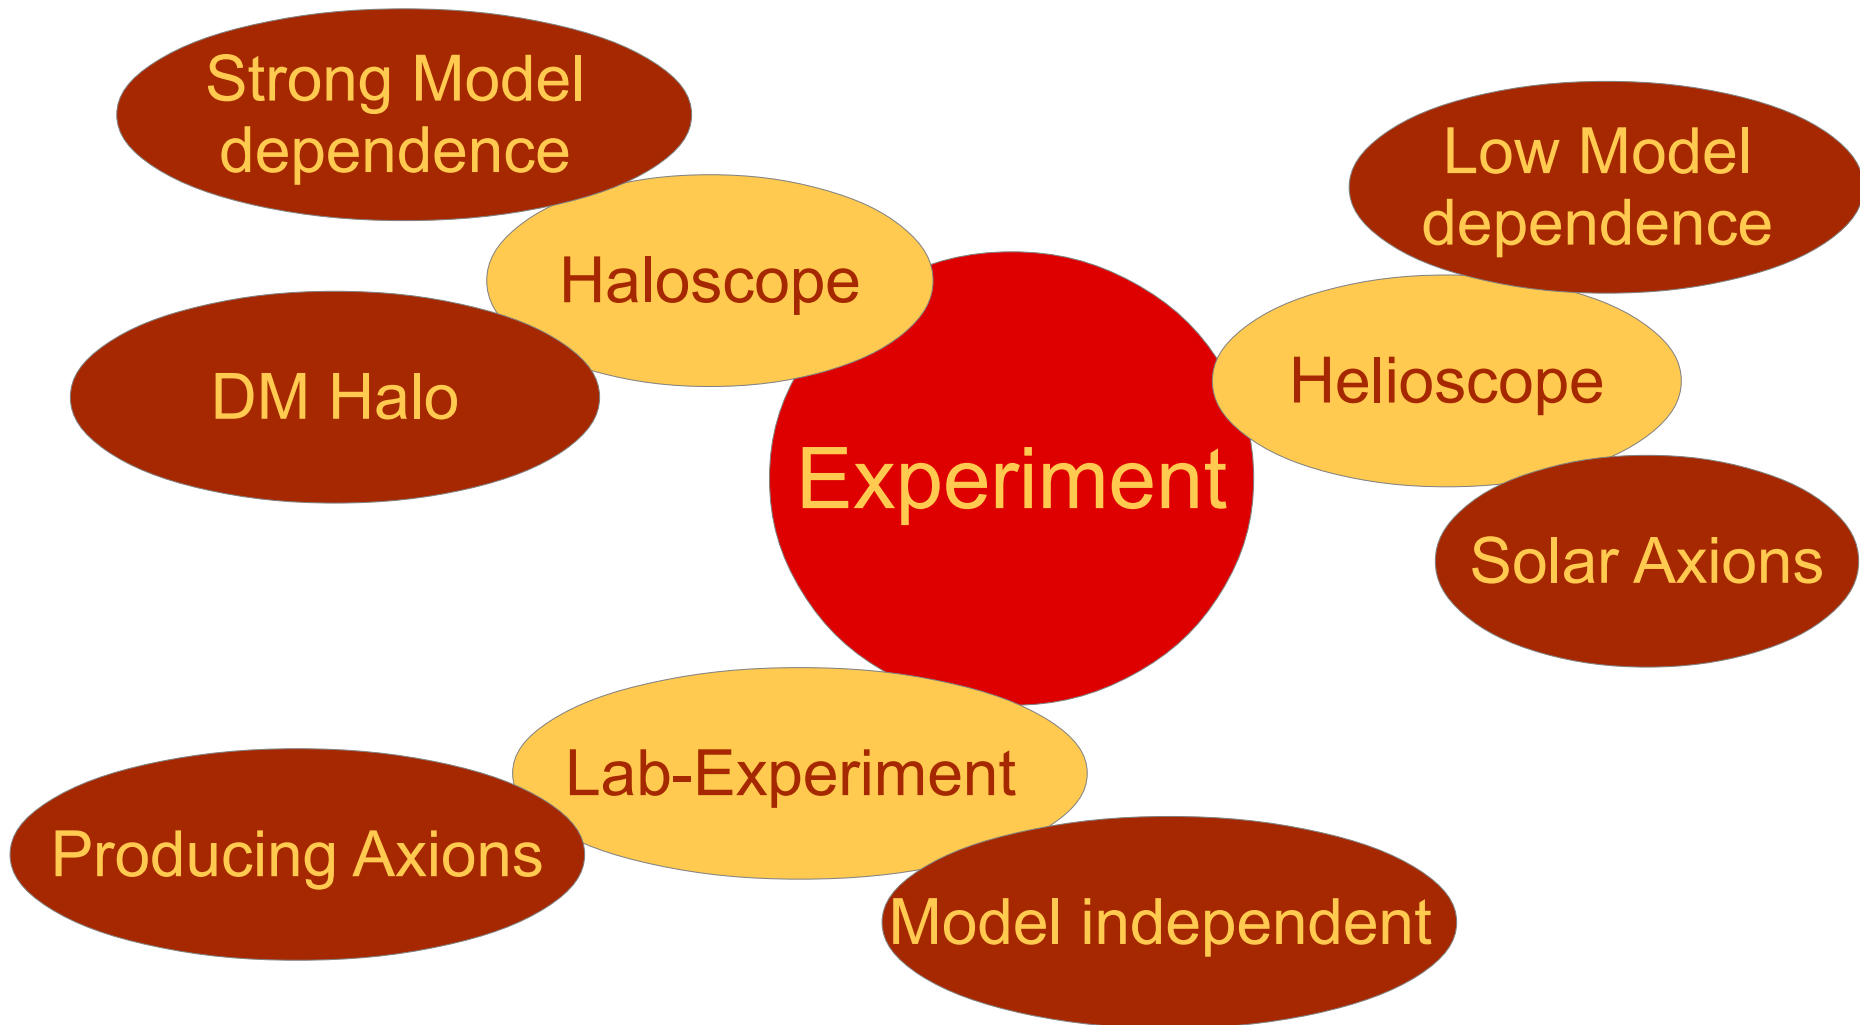 Strong Model
dependence
Low Model
dependence
Haloscope
Helioscope
DM Halo
Experiment
Solar Axions
Lab-Experiment
Producing Axions
Model independent